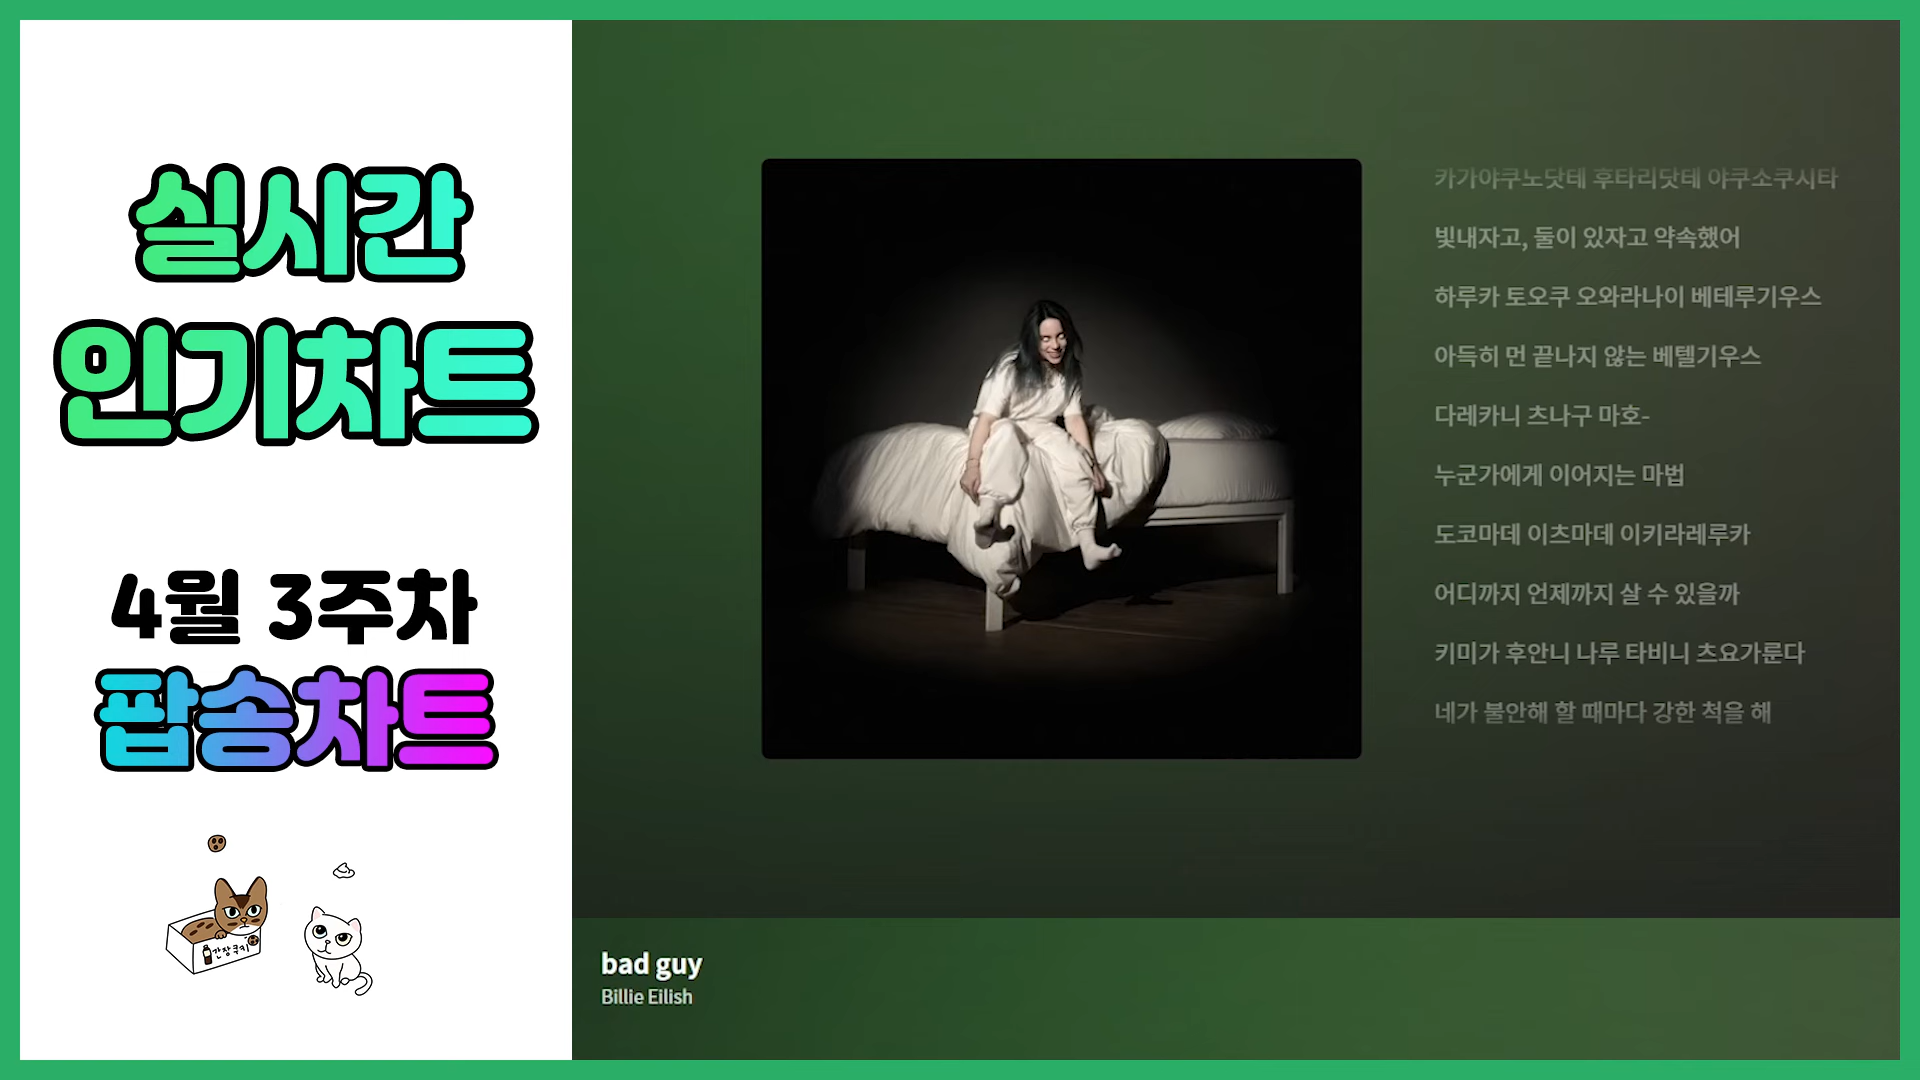 실시간
인기차트
4월 3주차
팝송차트
간장쿡키
카가야쿠노닷테 후타리닷테 야쿠소쿠시타
빛내자고, 둘이 있자고 약속했어
하루카 토오쿠 오와라나이 베테루기우스
아득히 먼 끝나지 않는 베텔기우스
다레카니 츠나구 마호-
누군가에게 이어지는 마법
도코마데 이츠마데 이키라레루카
어디까지 언제까지 살 수 있을까
키미가 후안니 나루 타비니 츠요가룬다
네가 불안해 할 때마다 강한 척을 해
bad guy
Billie Eilish